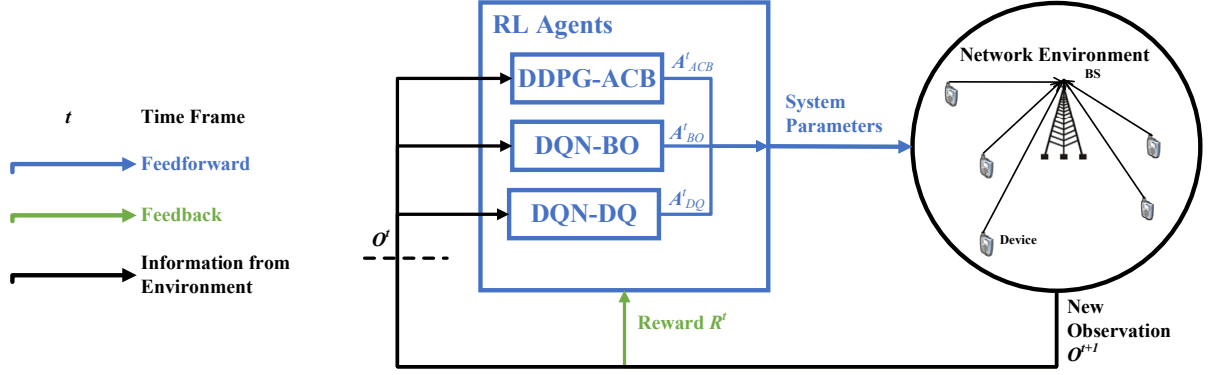 t Time Frame
Feedforward
Feedback
Information from
Environment
RL Agents
DDPG-ACB
DQN-BO
DQN-DQ
A^t_ACB
A^t_BO
A^t_DQ
O^t
Reward R^t
System
Parameters
Network Environment
BS
Device
New
Observation
O^{t+1}